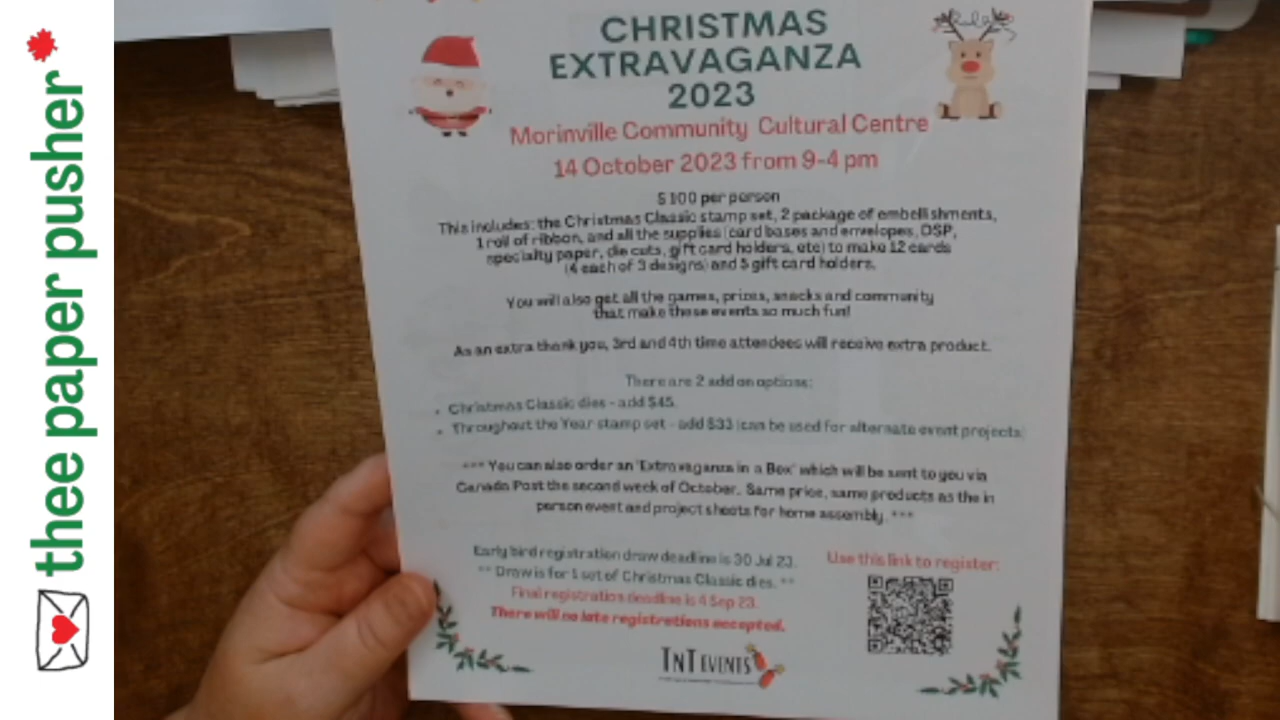 thee paper pusher
CHRISTMAS
EXTRAVAGANZA
2023
Morinville Community Cultural Centre
14 October 2023 from 9-4 pm
$100 per person
This includes: the Christmas Classic stamp set, 2 package of embellishments,
1 roll of ribbon, and all the supplies (card bases and envelopes, DSP,
specialty paper, die cuts, gift card holders, etc) to make 12 cards
(4 each of 3 designs) and 5 gift card holders.
You will also get all the games, prizes, snacks and community
that make these events so much fun!
As an extra thank you, 3rd and 4th time attendees will receive extra product.
There are 2 add on options:
• Christmas Classic dies - add $45.
• Throughout the Year stamp set - add $33 (can be used for alternate event projects)
*** You can also order an 'Extravaganza in a Box' which will be sent to you via
Canada Post the second week of October. Same price, same products as the in
person event and project sheets for home assembly. ***
Early bird registration draw deadline is 30 Jul 23.
** Draw is for 1 set of Christmas Classic dies. **
Final registration deadline is 4 Sep 23.
There will no late registrations accepted.
Use this link to register:
TNT EVENTS